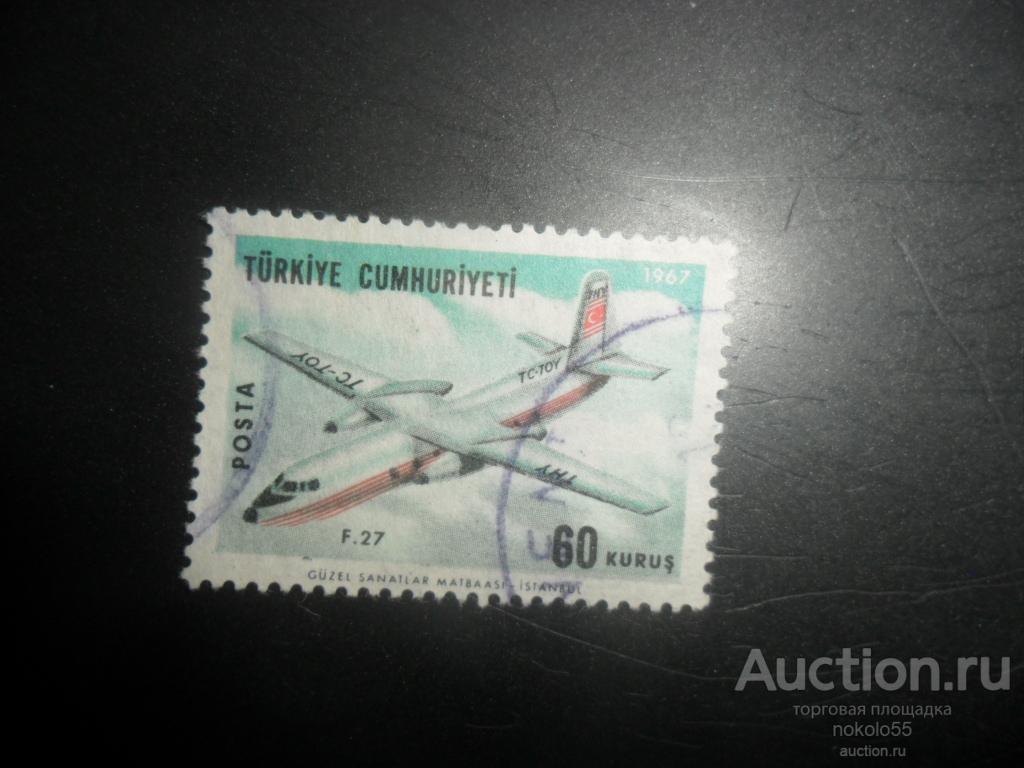 TÜRKİYE CUMHURİYETİ
1967
THY
TC-TOY
TC-TOY
POSTA
THY
F.27
60 KURUŞ
GÜZEL SANATLAR MATBAASI - İSTANBUL
Auction.ru
торговая площадка
nokolo55
auction.ru